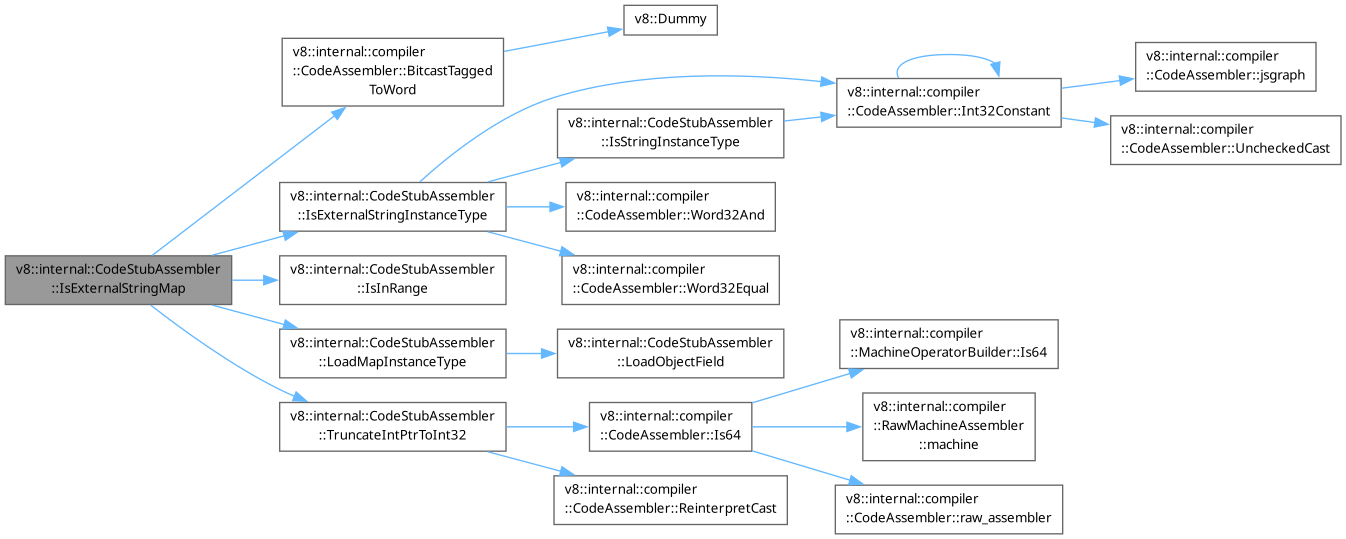 v8::internal::CodeStubAssembler
::IsExternalStringMap
v8::internal::compiler
::CodeAssembler::BitcastTagged
ToWord
v8::Dummy
v8::internal::CodeStubAssembler
::IsExternalStringInstanceType
v8::internal::CodeStubAssembler
::IsStringInstanceType
v8::internal::compiler
::CodeAssembler::Int32Constant
v8::internal::compiler
::CodeAssembler::jsgraph
v8::internal::compiler
::CodeAssembler::UncheckedCast
v8::internal::compiler
::CodeAssembler::Word32And
v8::internal::compiler
::CodeAssembler::Word32Equal
v8::internal::CodeStubAssembler
::IsInRange
v8::internal::CodeStubAssembler
::LoadMapInstanceType
v8::internal::CodeStubAssembler
::LoadObjectField
v8::internal::CodeStubAssembler
::TruncateIntPtrToInt32
v8::internal::compiler
::CodeAssembler::Is64
v8::internal::compiler
::MachineOperatorBuilder::Is64
v8::internal::compiler
::RawMachineAssembler
::machine
v8::internal::compiler
::CodeAssembler::raw_assembler
v8::internal::compiler
::CodeAssembler::ReinterpretCast